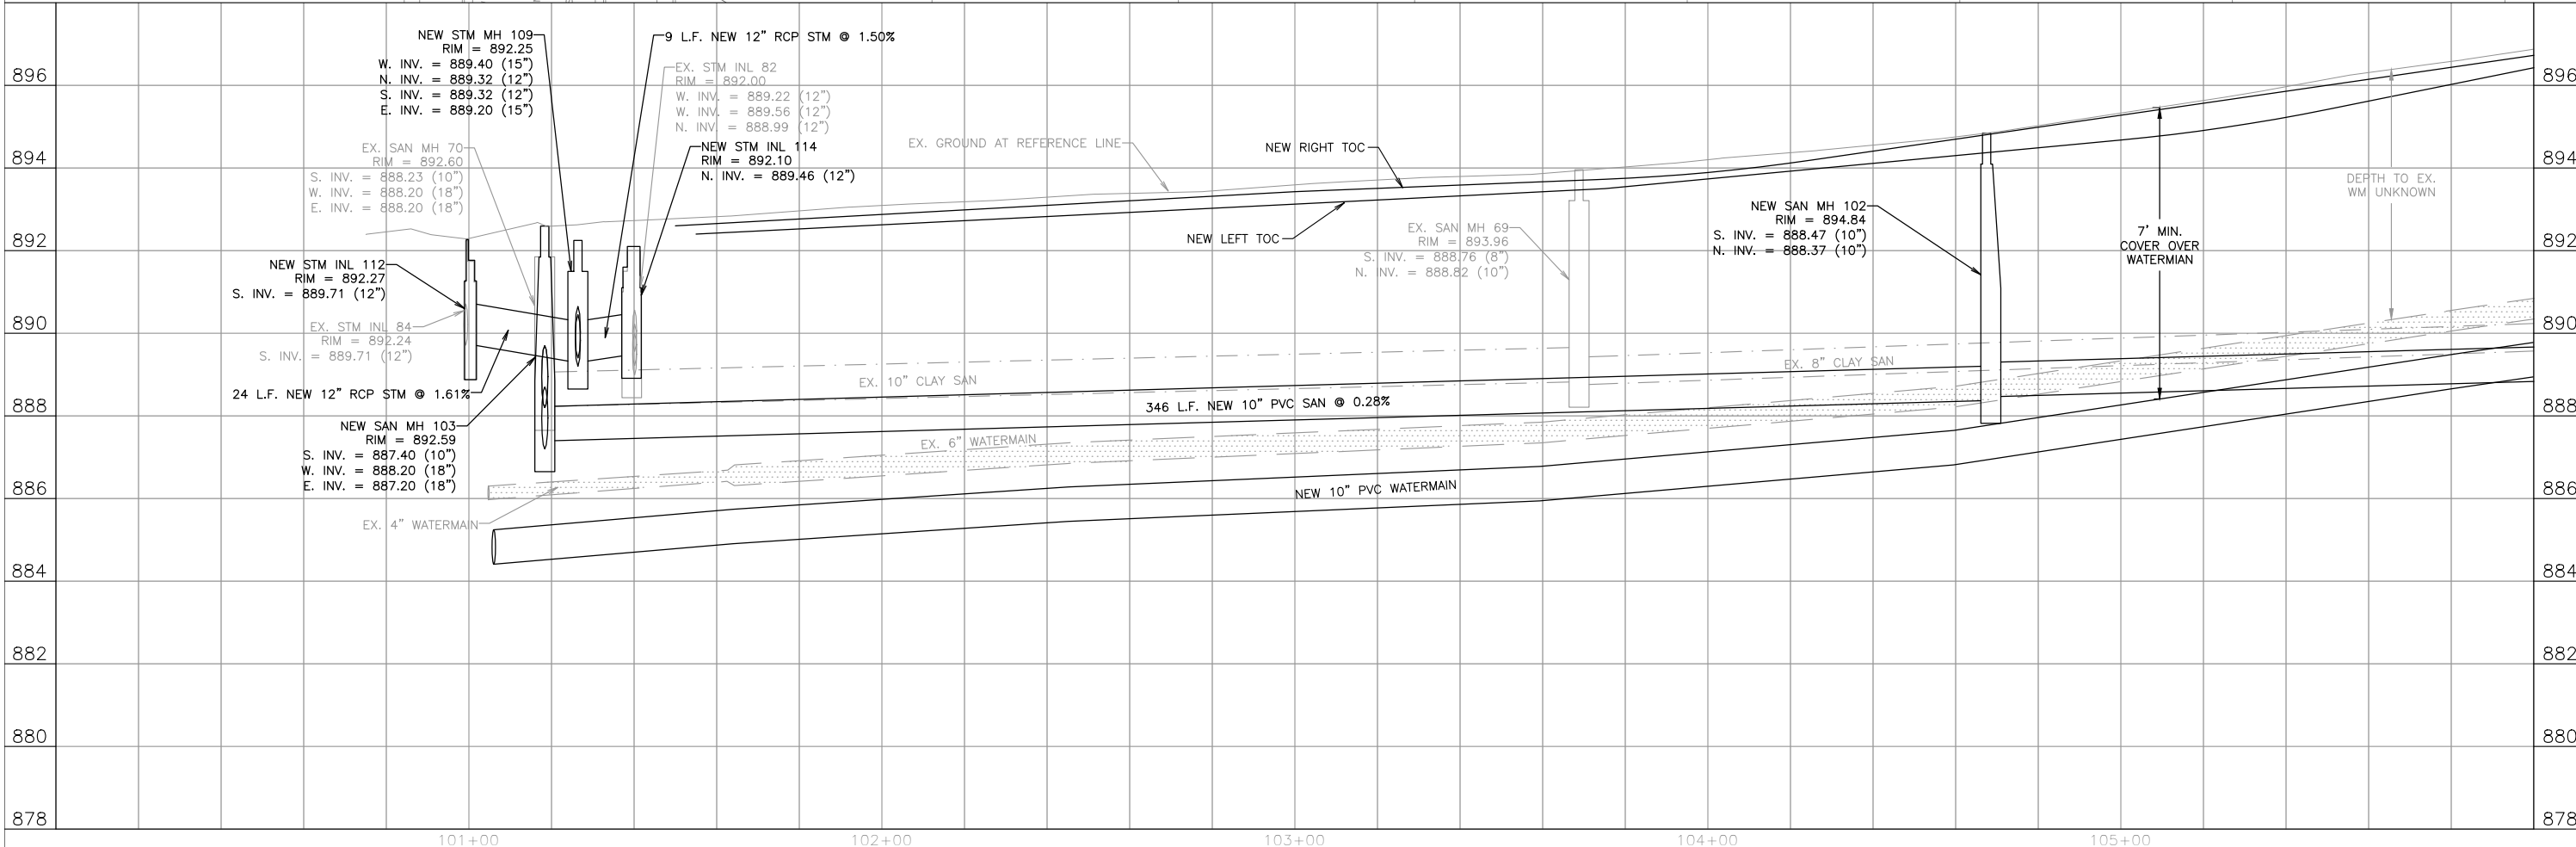 NEW STM MH 109
RIM = 892.25
W. INV. = 889.40 (15")
N. INV. = 889.32 (12")
S. INV. = 889.32 (12")
E. INV. = 889.20 (15")
9 L.F. NEW 12" RCP STM @ 1.50%
EX. STM INL 82
RIM = 892.00
W. INV. = 889.22 (12")
W. INV. = 889.56 (12")
N. INV. = 888.99 (12")
EX. SAN MH 70
RIM = 892.60
S. INV. = 888.23 (10")
W. INV. = 888.20 (18")
E. INV. = 888.20 (18")
NEW STM INL 114
RIM = 892.10
N. INV. = 889.46 (12")
EX. GROUND AT REFERENCE LINE
NEW RIGHT TOC
NEW LEFT TOC
EX. SAN MH 69
RIM = 893.96
S. INV. = 888.76 (8")
N. INV. = 888.82 (10")
NEW SAN MH 102
RIM = 894.84
S. INV. = 888.47 (10")
N. INV. = 888.37 (10")
7' MIN.
COVER OVER
WATERMIAN
DEPTH TO EX.
WM UNKNOWN
NEW STM INL 112
RIM = 892.27
S. INV. = 889.71 (12")
EX. STM INL 84
RIM = 892.24
S. INV. = 889.71 (12")
24 L.F. NEW 12" RCP STM @ 1.61%
NEW SAN MH 103
RIM = 892.59
S. INV. = 887.40 (10")
W. INV. = 888.20 (18")
E. INV. = 887.20 (18")
EX. 4" WATERMAIN
EX. 10" CLAY SAN
EX. 8" CLAY SAN
346 L.F. NEW 10" PVC SAN @ 0.28%
EX. 6" WATERMAIN
NEW 10" PVC WATERMAIN
896
894
892
890
888
886
884
882
880
878
896
894
892
890
888
886
884
882
880
878
101+00
102+00
103+00
104+00
105+00